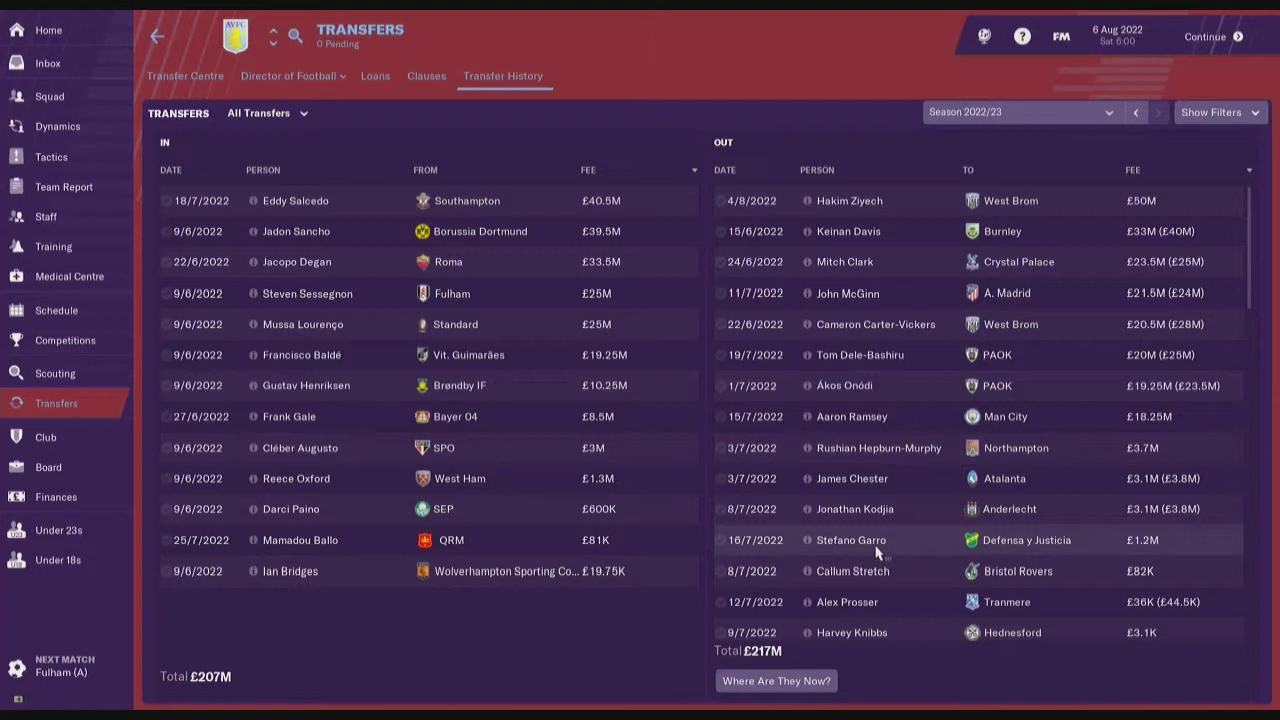 Home
Inbox
Squad
Dynamics
Tactics
Team Report
Staff
Training
Medical Centre
Schedule
Competitions
Scouting
Transfers
Club
Board
Finances
Under 23s
Under 18s
NEXT MATCH
Fulham (A)
AVFC
TRANSFERS
0 Pending
?
FM
6 Aug 2022
Sat 6:00
Continue
Transfer Centre Director of Football Loans Clauses Transfer History
TRANSFERS All Transfers
Season 2022/23
Show Filters
IN
DATE PERSON FROM FEE
18/7/2022 Eddy Salcedo Southampton £40.5M
9/6/2022 Jadon Sancho Borussia Dortmund £39.5M
22/6/2022 Jacopo Degan Roma £33.5M
9/6/2022 Steven Sessegnon Fulham £25M
9/6/2022 Mussa Lourenço Standard £25M
9/6/2022 Francisco Baldé Vit. Guimarães £19.25M
9/6/2022 Gustav Henriksen Brøndby IF £10.25M
27/6/2022 Frank Gale Bayer 04 £8.5M
9/6/2022 Cléber Augusto SPO £3M
9/6/2022 Reece Oxford West Ham £1.3M
9/6/2022 Darci Paino SEP £600K
25/7/2022 Mamadou Ballo QRM £81K
9/6/2022 Ian Bridges Wolverhampton Sporting Co... £19.75K
Total £207M
OUT
DATE PERSON TO FEE
4/8/2022 Hakim Ziyech West Brom £50M
15/6/2022 Keinan Davis Burnley £33M (£40M)
24/6/2022 Mitch Clark Crystal Palace £23.5M (£25M)
11/7/2022 John McGinn A. Madrid £21.5M (£24M)
22/6/2022 Cameron Carter-Vickers West Brom £20.5M (£28M)
19/7/2022 Tom Dele-Bashiru PAOK £20M (£25M)
1/7/2022 Ákos Onódi PAOK £19.25M (£23.5M)
15/7/2022 Aaron Ramsey Man City £18.25M
3/7/2022 Rushian Hepburn-Murphy Northampton £3.7M
3/7/2022 James Chester Atalanta £3.1M (£3.8M)
8/7/2022 Jonathan Kodjia Anderlecht £3.1M (£3.8M)
16/7/2022 Stefano Garro Defensa y Justicia £1.2M
8/7/2022 Callum Stretch Bristol Rovers £82K
12/7/2022 Alex Prosser Tranmere £36K (£44.5K)
9/7/2022 Harvey Knibbs Hednesford £3.1K
Total £217M
Where Are They Now?